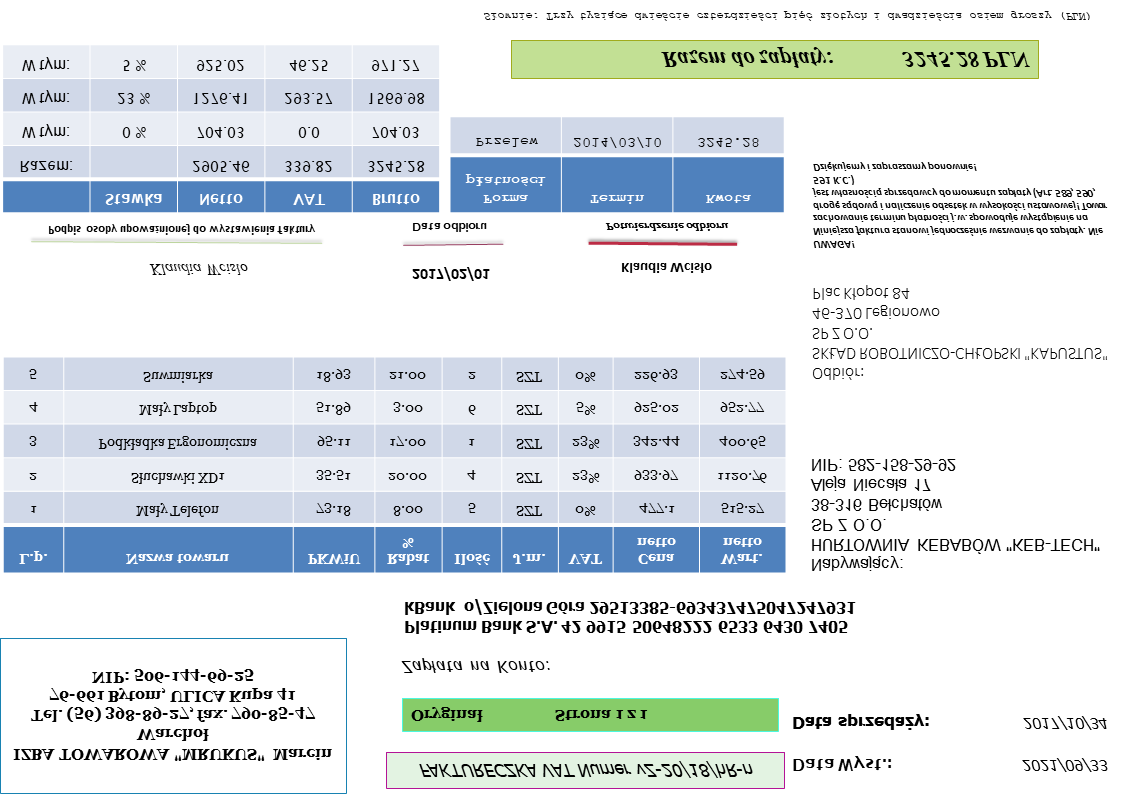 IZBA TOWAROWA "MRUKUS" Marcin
Warchoł
Tel. (56) 398-89-27, fax. 790-85-47
76-661 Bytom, ULICA Kupa 41
NIP: 506-144-69-25
FAKTURECZKA VAT Numer vZ-20/18/hR-n
Data Wyst.: 2021/09/33
Oryginał Strona 1 z 1
Data sprzedaży: 2017/10/34
Zapłata na Konto:
Platinum Bank S.A. 42 9915 50648222 6533 6430 7405
kBank o/Zielona Góra 29513385-69343747504724 7931
Nabywający:
HURTOWNIA KEBABÓW "KEB-TECH"
SP Z O.O.
38-316 Bełchatów
Aleja Niecała 17
NIP: 582-158-29-92
L.p. Nazwa towaru PKWiU Rabat % Ilość J.m. VAT Cena netto Wart. netto
1 Mały Telefon 73.18 8.00 5 SZT 0% 477.1 515.27
2 Słuchawki XD1 35.51 20.00 4 SZT 23% 933.97 1120.76
3 Podkładka Ergonomiczna 95.11 17.00 1 SZT 23% 342.44 400.65
4 Mały Laptop 51.89 3.00 6 SZT 5% 925.02 952.77
5 Suwmiarka 18.93 21.00 2 SZT 0% 226.93 274.59
Odbiór:
SKŁAD ROBOTNICZO-CHŁOPSKI "KAPUSTUS"
SP Z O.O.
46-370 Legionowo
Plac Kłopot 84
Klaudia Wcisło
Podpis osoby upoważnionej do wystawienia faktury
2017/02/01
Data odbioru
Klaudia Wcisło
Potwierdzenie odbioru
UWAGA!
Niniejsza faktura stanowi jednocześnie wezwanie do zapłaty. Nie
zachowanie terminu płatności j.w. spowoduje wystąpienie na
drogę sądową i naliczenie odsetek w wysokości ustawowej! Towar
jest własnością sprzedawcy do momentu zapłaty (Art. 589, 590,
591 K.C.)
Dziękujemy i zapraszamy ponownie!
Stawka Netto VAT Brutto
Razem: 2905.46 339.82 3245.28
W tym: 0 % 704.03 0.0 704.03
W tym: 23 % 1276.41 293.57 1569.98
W tym: 5 % 925.02 46.25 971.27
Forma płatności Termin Kwota
Przelew 2014/03/10 3245.28
Razem do zapłaty: 3245.28 PLN
Słownie: Trzy tysiące dwieście czterdzieści pięć złotych i dwadzieścia osiem groszy (PLN)